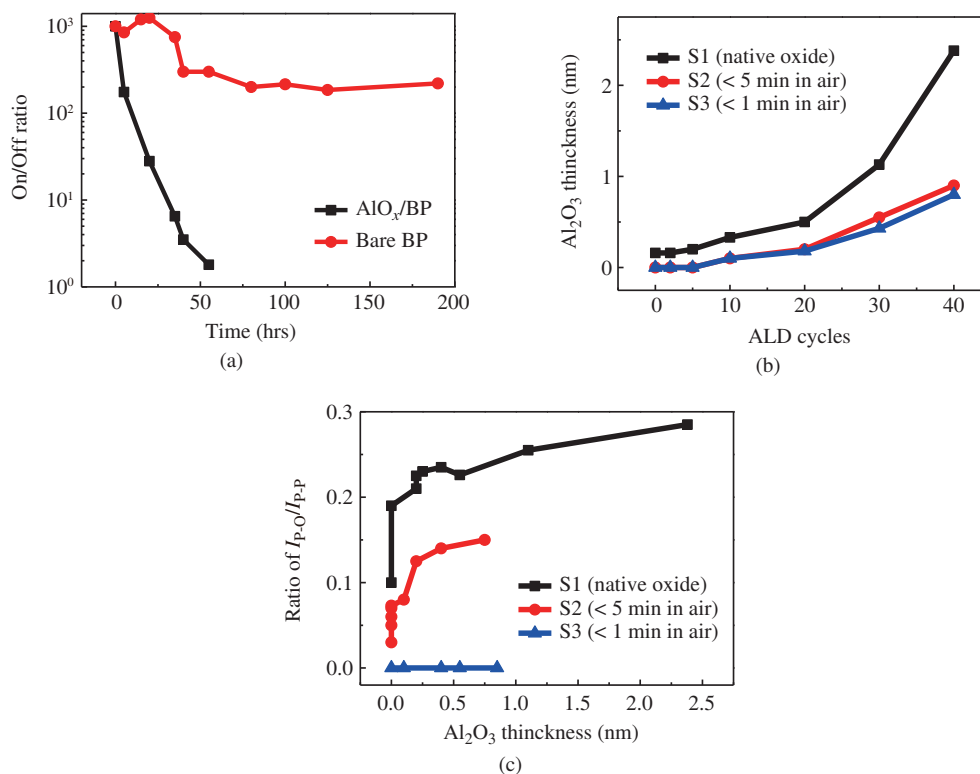 10³
10²
10¹
10⁰
On/Off ratio
AlOₓ/BP
Bare BP
0 50 100 150 200
Time (hrs)
(a)
2
1
0
Al₂O₃ thinckness (nm)
S1 (native oxide)
S2 (< 5 min in air)
S3 (< 1 min in air)
0 10 20 30 40
ALD cycles
(b)
0.3
0.2
0.1
0.0
Ratio of I_P-O/I_P-P
S1 (native oxide)
S2 (< 5 min in air)
S3 (< 1 min in air)
0.0 0.5 1.0 1.5 2.0 2.5
Al₂O₃ thinckness (nm)
(c)